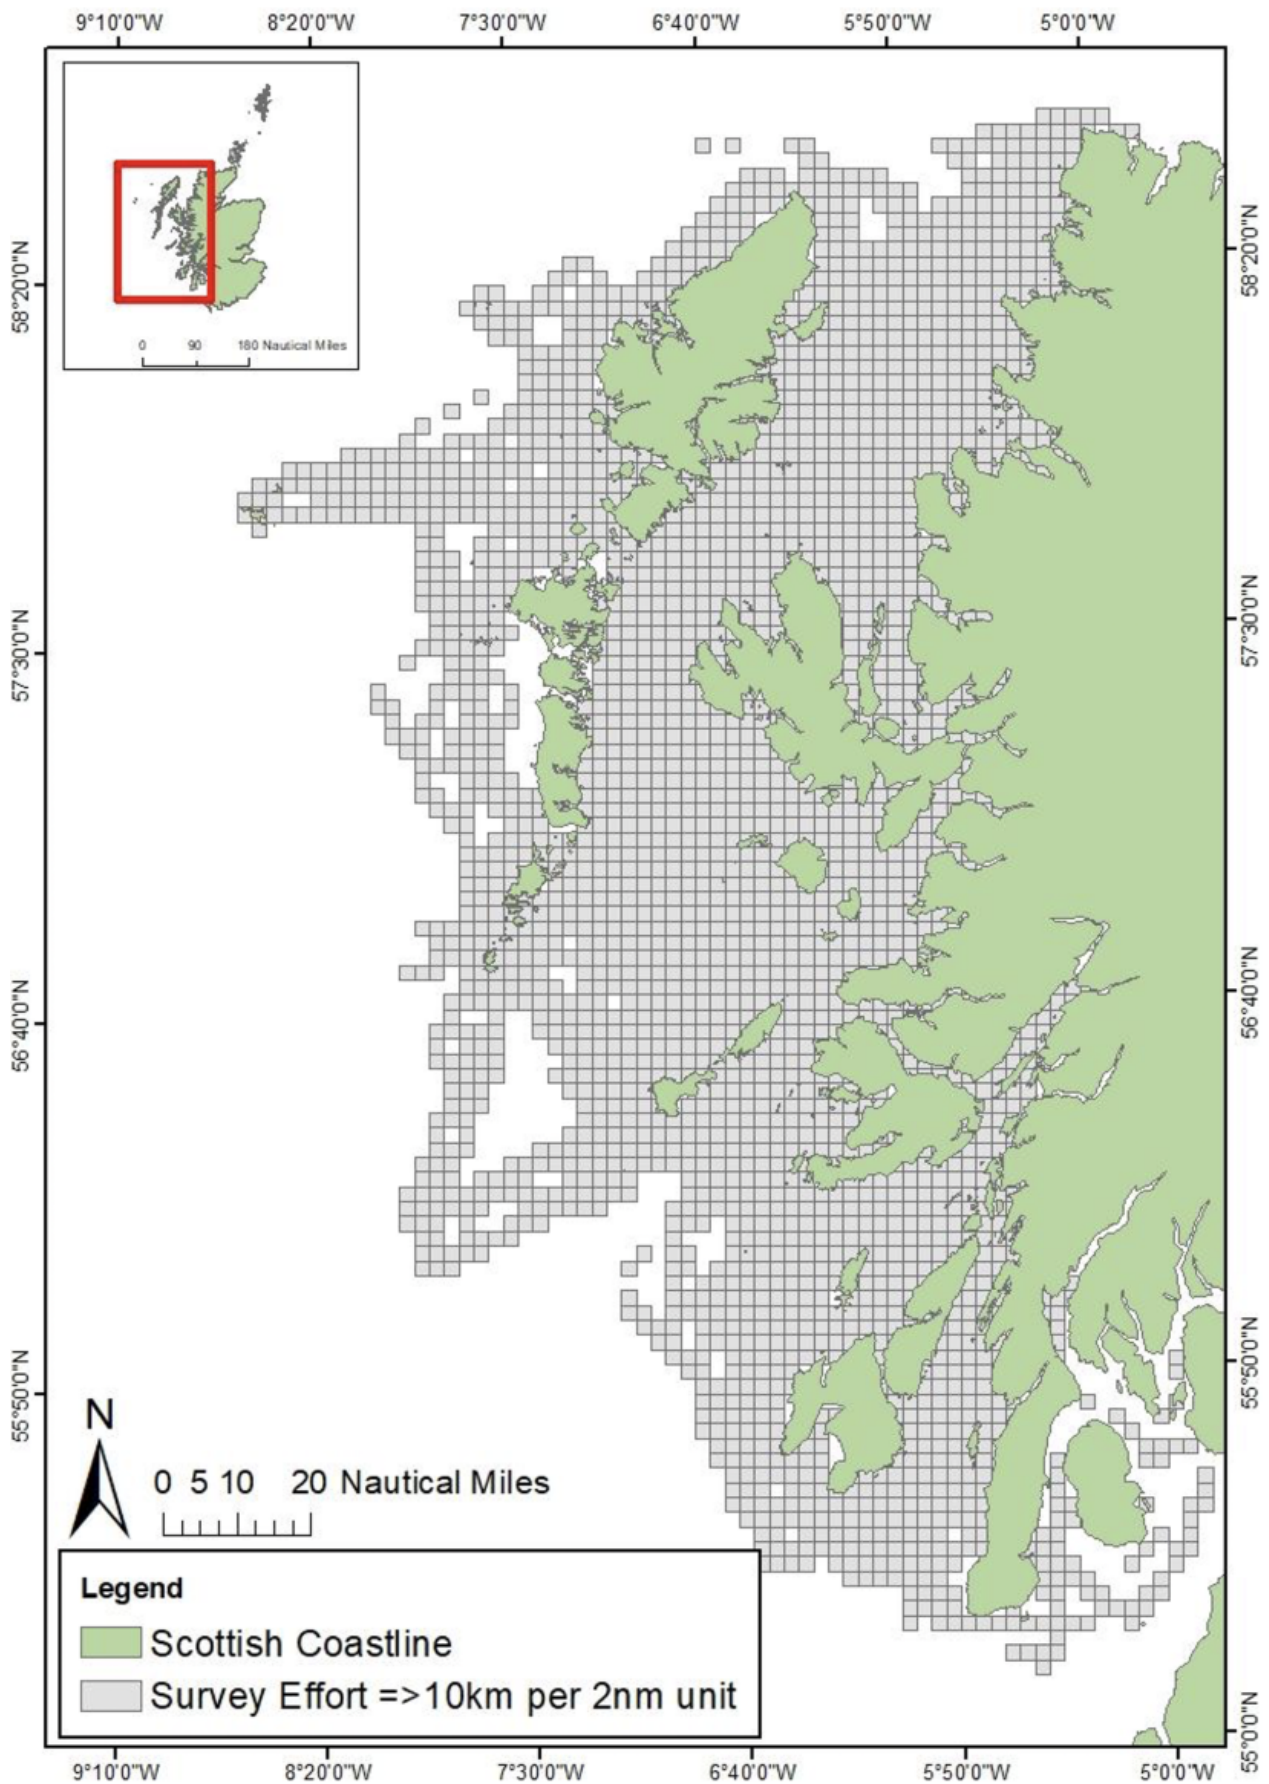 9°10'0"W 8°20'0"W 7°30'0"W 6°40'0"W 5°50'0"W 5°0'0"W
0 90 180 Nautical Miles
58°20'0"N
58°20'0"N
57°30'0"N
57°30'0"N
56°40'0"N
56°40'0"N
55°50'0"N
55°50'0"N
N
0 5 10 20 Nautical Miles
Legend
Scottish Coastline
Survey Effort =>10km per 2nm unit
55°0'0"N
9°10'0"W 8°20'0"W 7°30'0"W 6°40'0"W 5°50'0"W 5°0'0"W